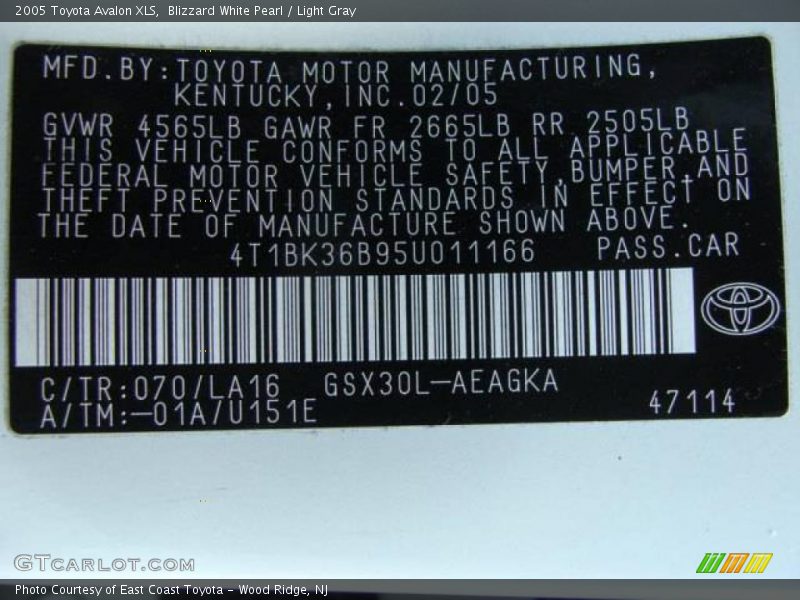 2005 Toyota Avalon XLS,  Blizzard White Pearl / Light Gray
MFD.BY:TOYOTA MOTOR MANUFACTURING,
KENTUCKY,INC.02/05
GVWR 4565LB GAWR FR 2665LB RR 2505LB
THIS VEHICLE CONFORMS TO ALL APPLICABLE
FEDERAL MOTOR VEHICLE SAFETY,BUMPER,AND
THEFT PREVENTION STANDARDS IN EFFECT ON
THE DATE OF MANUFACTURE SHOWN ABOVE.
4T1BK36B95U011166 PASS.CAR
C/TR:070/LA16 GSX30L-AEAGKA
A/TM:-01A/U151E 47114
GTCarLot.com
Photo Courtesy of East Coast Toyota - Wood Ridge, NJ